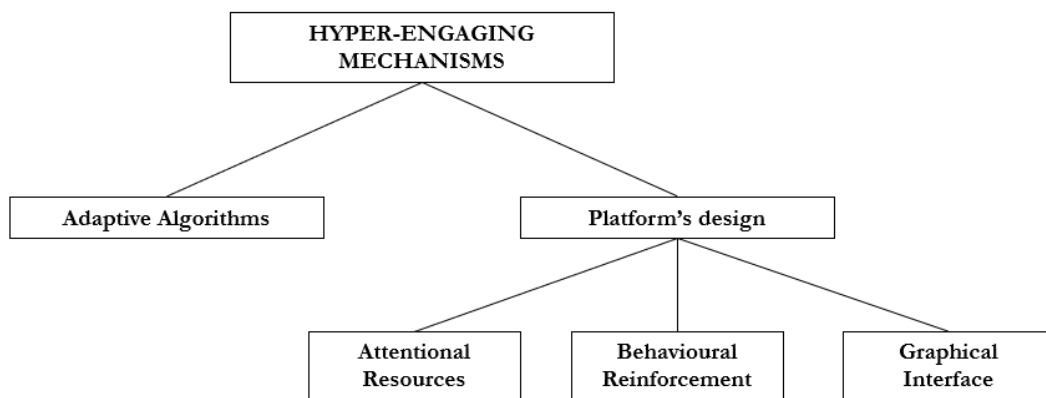 HYPER-ENGAGING
MECHANISMS
Adaptive Algorithms
Platform's design
Attentional
Resources
Behavioural
Reinforcement
Graphical
Interface